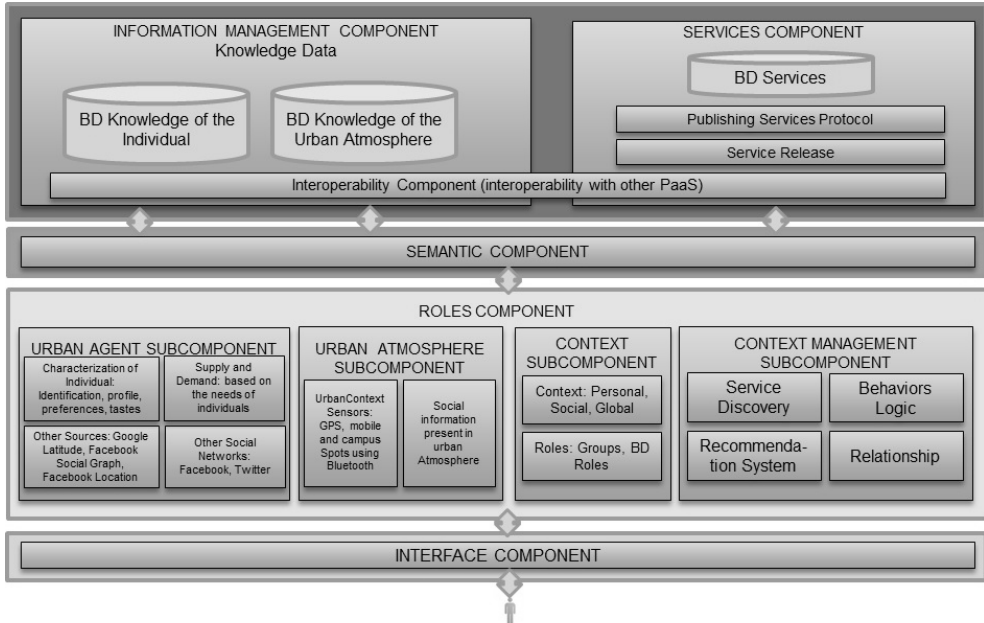 INFORMATION MANAGEMENT COMPONENT
Knowledge Data
BD Knowledge of the
Individual
BD Knowledge of the
Urban Atmosphere
SERVICES COMPONENT
BD Services
Publishing Services Protocol
Service Release
Interoperability Component (interoperability with other PaaS)
SEMANTIC COMPONENT
ROLES COMPONENT
URBAN AGENT SUBCOMPONENT
Characterization of
Individual:
Identification, profile,
preferences, tastes
Supply and
Demand: based on
the needs of
individuals
Other Sources: Google
Latitude, Facebook
Social Graph,
Facebook Location
Other Social
Networks:
Facebook, Twitter
URBAN ATMOSPHERE
SUBCOMPONENT
UrbanContext
Sensors:
GPS, mobile
and campus
Spots using
Bluetooth
Social
information
present in
urban
Atmosphere
CONTEXT
SUBCOMPONENT
Context: Personal,
Social, Global
Roles: Groups, BD
Roles
CONTEXT MANAGEMENT
SUBCOMPONENT
Service
Discovery
Behaviors
Logic
Recommenda-
tion System
Relationship
INTERFACE COMPONENT